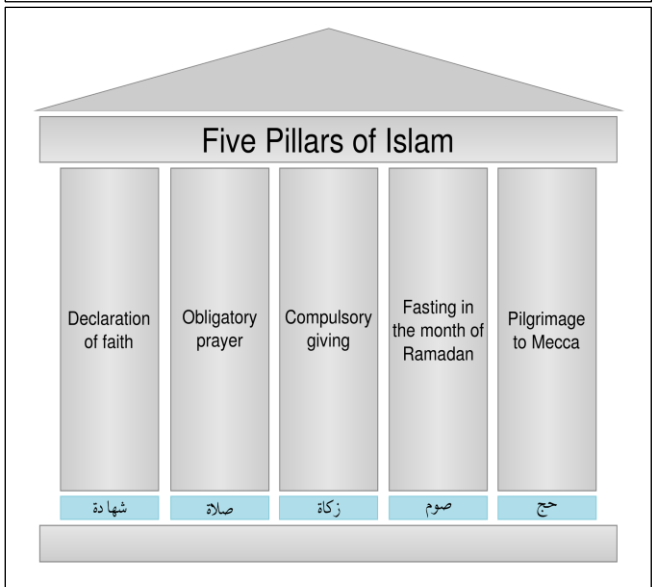 Five Pillars of Islam
Declaration
of faith
Obligatory
prayer
Compulsory
giving
Fasting in
the month of
Ramadan
Pilgrimage
to Mecca
شهادة
صلاة
زكاة
صوم
حج